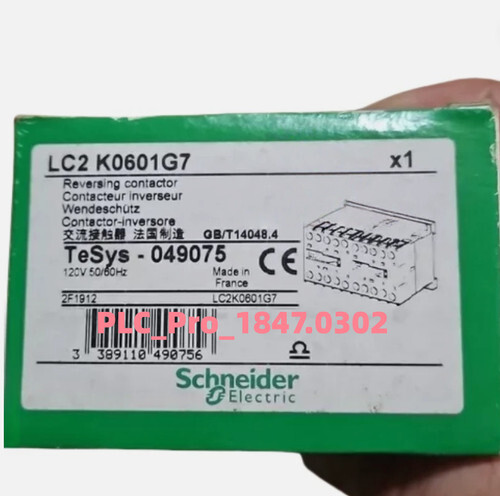 LC2 K0601G7 x1
Reversing contactor
Contacteur inverseur
Wendeschütz
Contactor-inversore
交流接触器 法国制造 GB/T14048.4
TeSys - 049075
120V 50/60Hz Made in France CE
2F1912 LC2K0601G7
PLC_Pro_1847.0302
3 389110 490756
Schneider
Electric